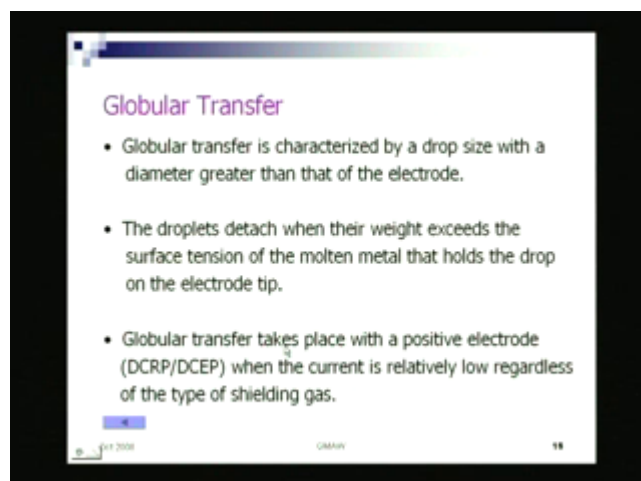 Globular Transfer
• Globular transfer is characterized by a drop size with a
diameter greater than that of the electrode.
• The droplets detach when their weight exceeds the
surface tension of the molten metal that holds the drop
on the electrode tip.
• Globular transfer takes place with a positive electrode
(DCRP/DCEP) when the current is relatively low regardless
of the type of shielding gas.
GMAW